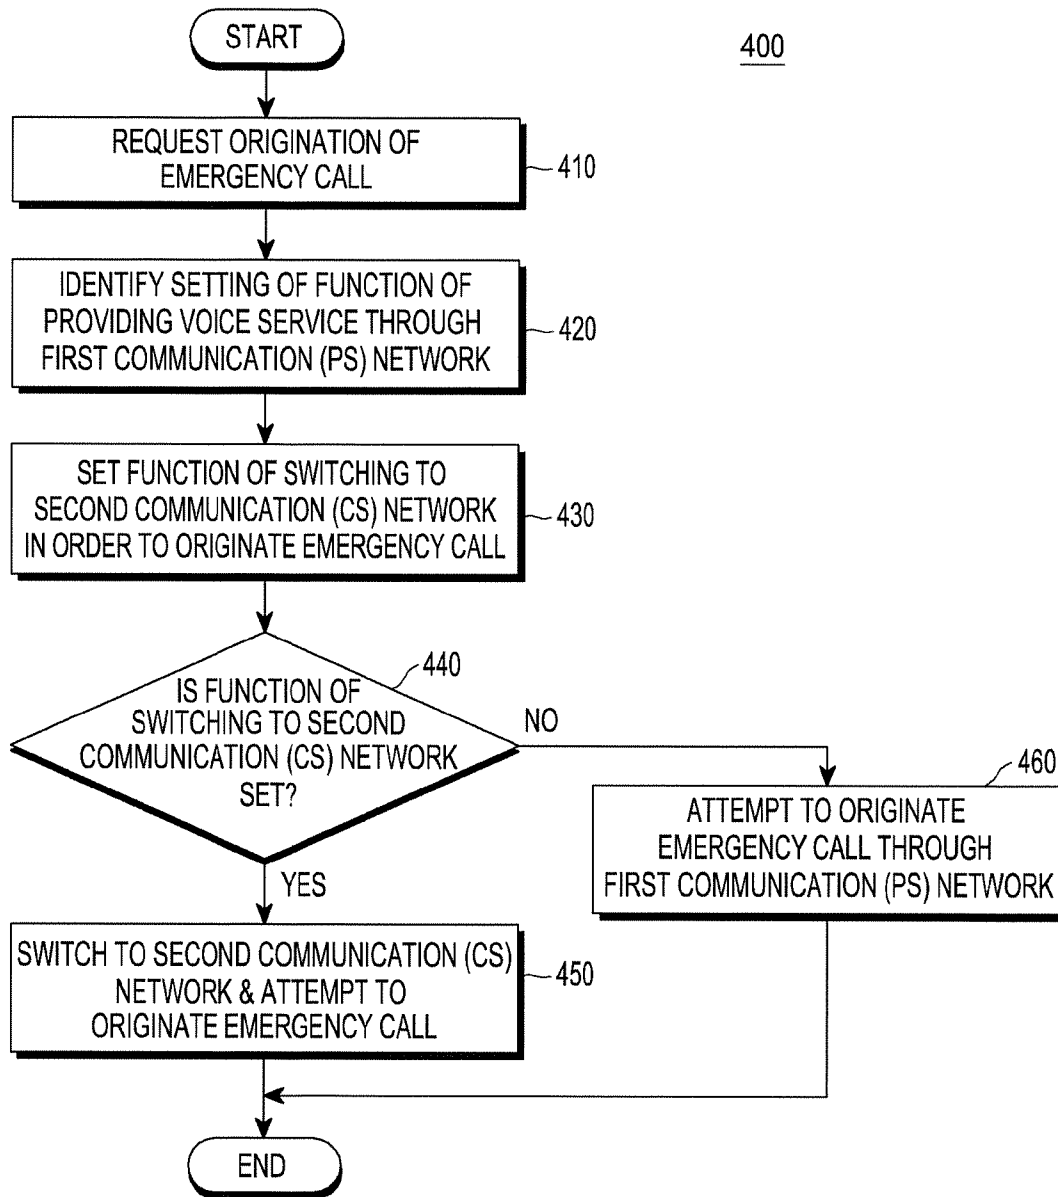 START
400
REQUEST ORIGINATION OF
EMERGENCY CALL
410
IDENTIFY SETTING OF FUNCTION OF
PROVIDING VOICE SERVICE THROUGH
FIRST COMMUNICATION (PS) NETWORK
420
SET FUNCTION OF SWITCHING TO
SECOND COMMUNICATION (CS) NETWORK
IN ORDER TO ORIGINATE EMERGENCY CALL
430
440
IS FUNCTION OF
SWITCHING TO SECOND
COMMUNICATION (CS) NETWORK
SET?
NO
YES
460
ATTEMPT TO ORIGINATE
EMERGENCY CALL THROUGH
FIRST COMMUNICATION (PS) NETWORK
SWITCH TO SECOND COMMUNICATION (CS)
NETWORK & ATTEMPT TO
ORIGINATE EMERGENCY CALL
450
END